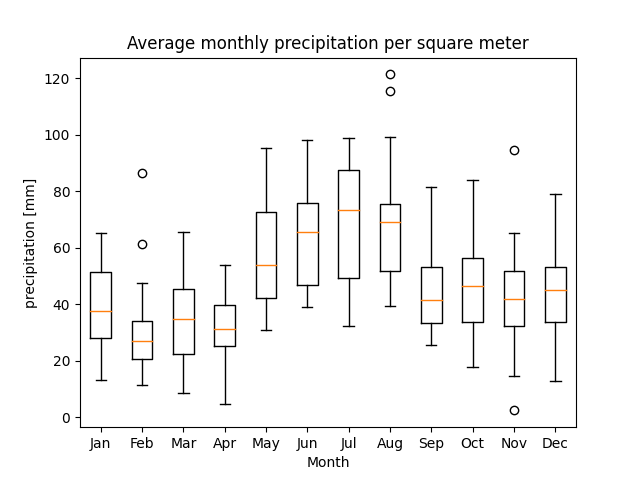 Average monthly precipitation per square meter
precipitation [mm]
120
100
80
60
40
20
0
Jan Feb Mar Apr May Jun Jul Aug Sep Oct Nov Dec
Month